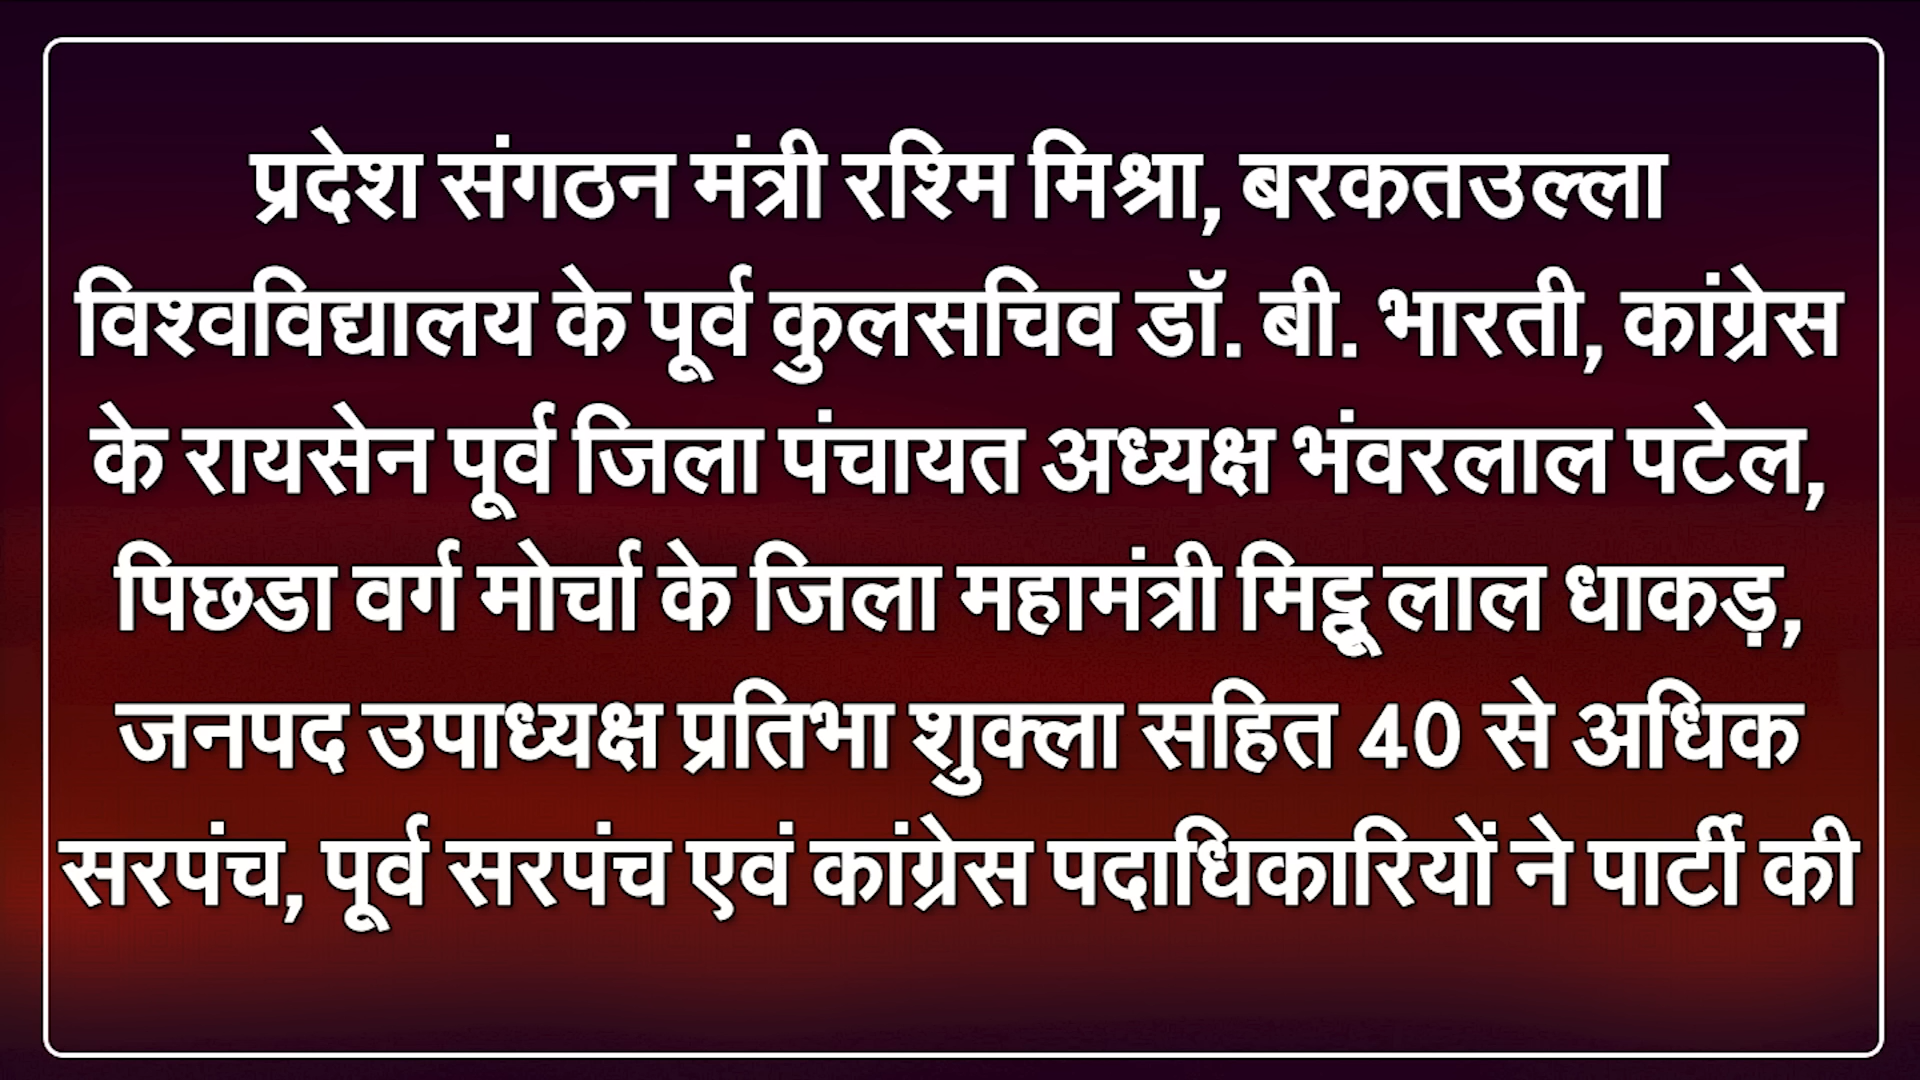 प्रदेश संगठन मंत्री रश्मि मिश्रा, बरकतउल्ला
विश्वविद्यालय के पूर्व कुलसचिव डॉ. बी. भारती, कांग्रेस
के रायसेन पूर्व जिला पंचायत अध्यक्ष भंवरलाल पटेल,
पिछडा वर्ग मोर्चा के जिला महामंत्री मिट्ठू लाल धाकड़,
जनपद उपाध्यक्ष प्रतिभा शुक्ला सहित 40 से अधिक
सरपंच, पूर्व सरपंच एवं कांग्रेस पदाधिकारियों ने पार्टी की